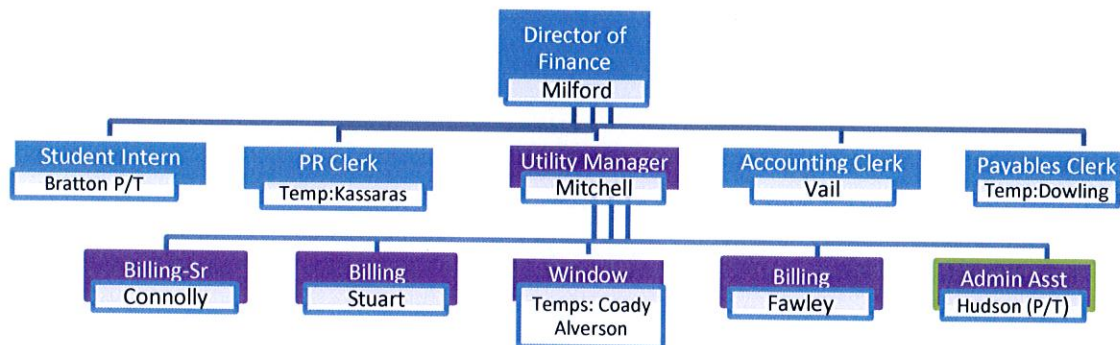 Director of
Finance
Milford
Student Intern
Bratton P/T
PR Clerk
Temp:Kassaras
Utility Manager
Mitchell
Accounting Clerk
Vail
Payables Clerk
Temp:Dowling
Billing-Sr
Connolly
Billing
Stuart
Window
Temps: Coady
Alverson
Billing
Fawley
Admin Asst
Hudson (P/T)